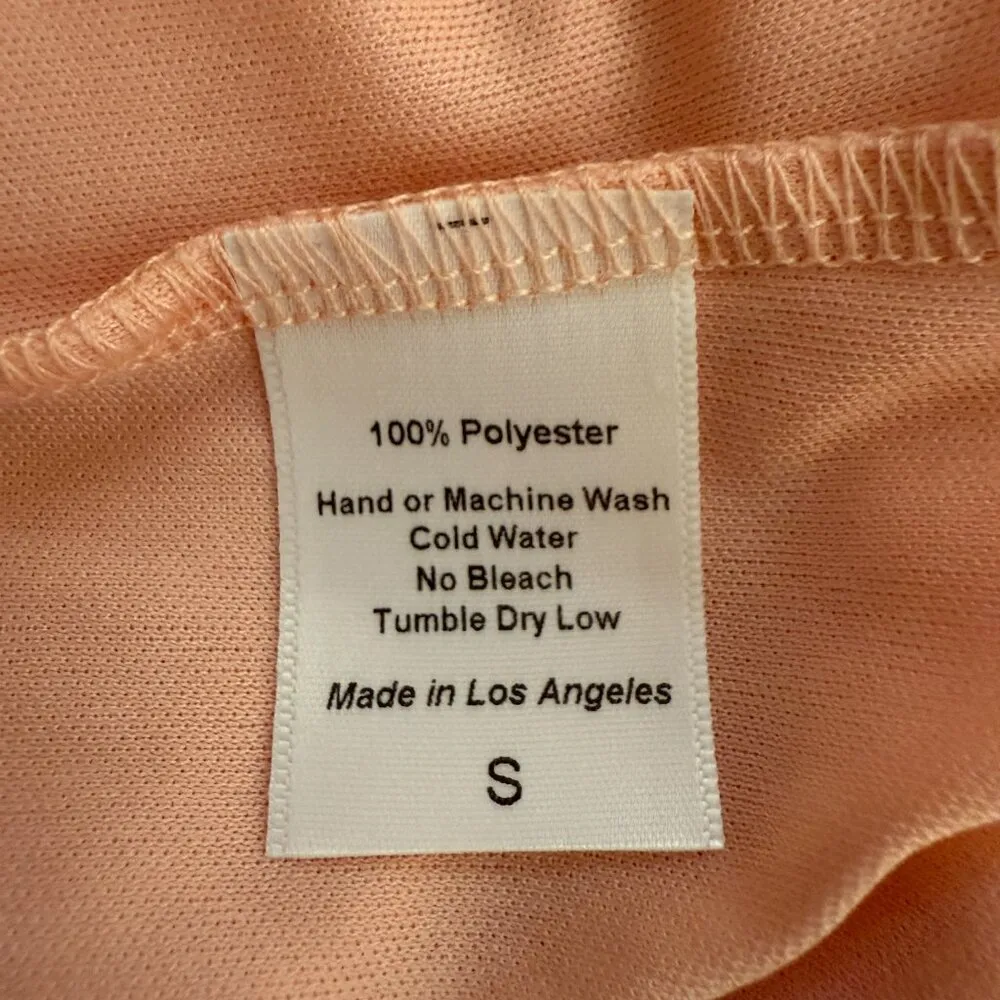 100% Polyester
Hand or Machine Wash
Cold Water
No Bleach
Tumble Dry Low
Made in Los Angeles
S